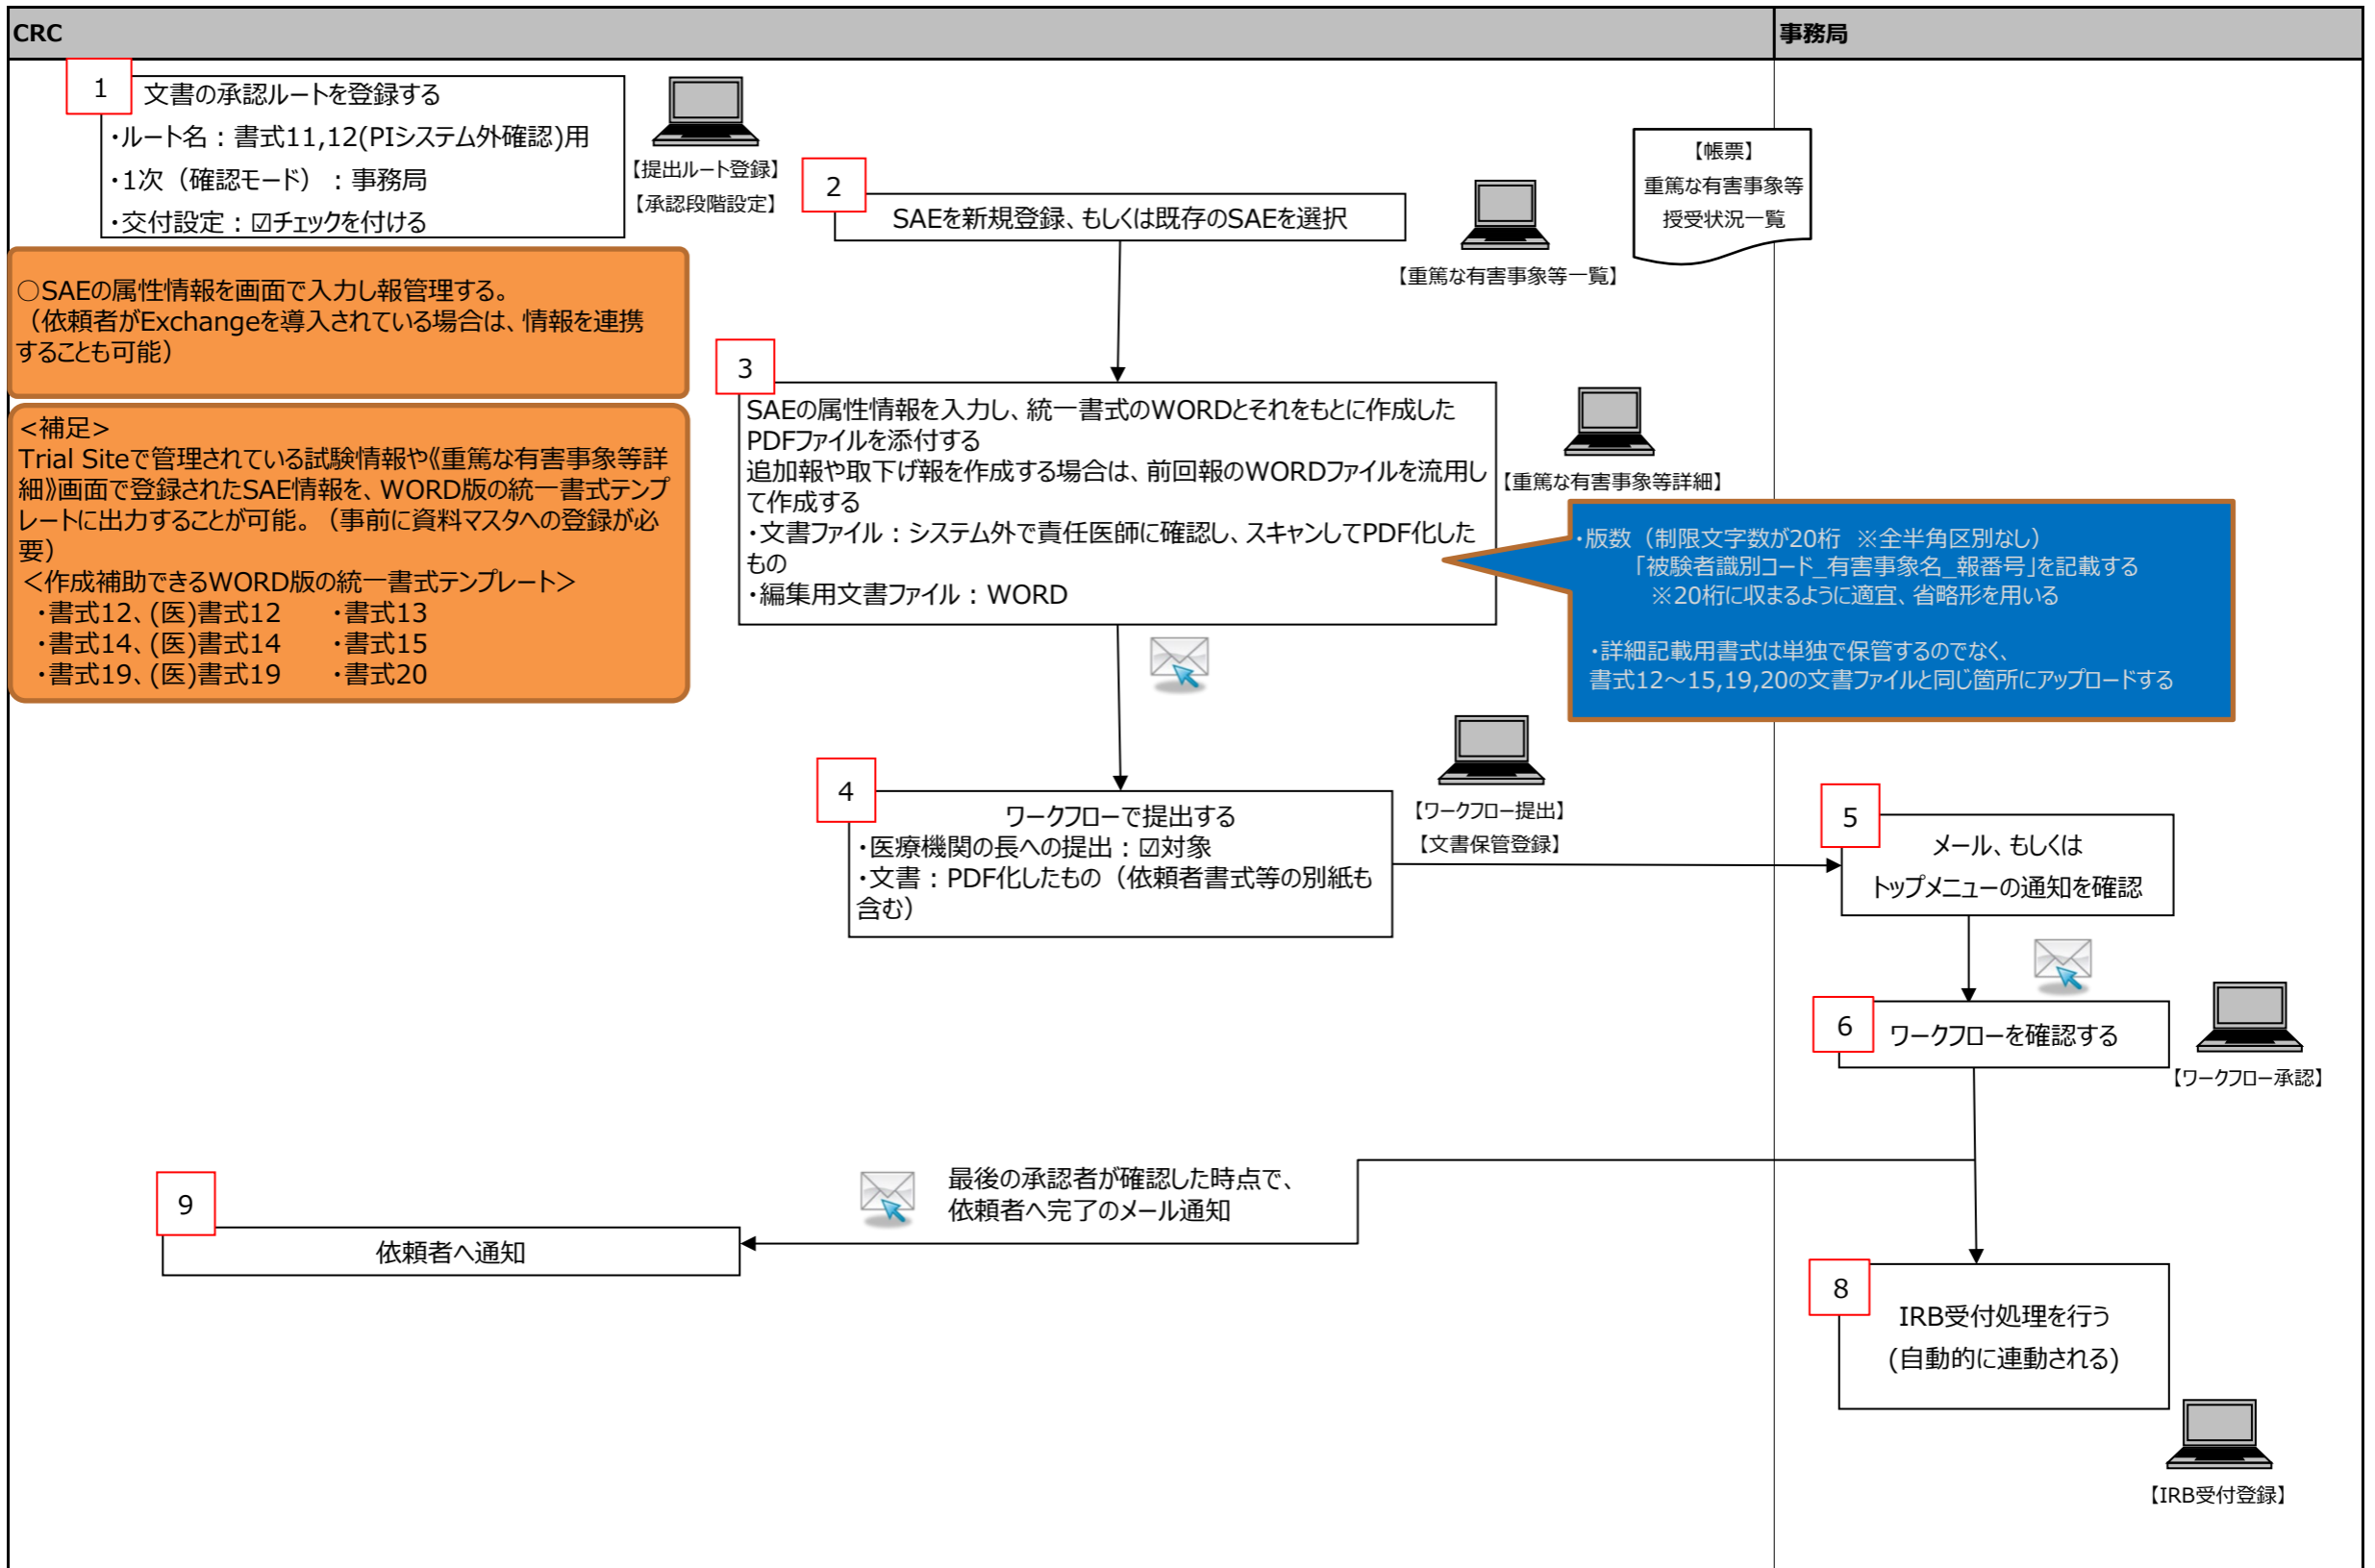 CRC
事務局
1
文書の承認ルートを登録する
・ルート名：書式11,12(PIシステム外確認)用
・1次（確認モード）：事務局
・交付設定：☑チェックを付ける
【提出ルート登録】
【承認段階設定】
2
SAEを新規登録、もしくは既存のSAEを選択
【重篤な有害事象等一覧】
【帳票】
重篤な有害事象等
授受状況一覧
○SAEの属性情報を画面で入力し報管理する。
（依頼者がExchangeを導入されている場合は、情報を連携
することも可能）
<補足>
Trial Siteで管理されている試験情報や《重篤な有害事象等詳
細》画面で登録されたSAE情報を、WORD版の統一書式テンプ
レートに出力することが可能。（事前に資料マスタへの登録が必
要）
＜作成補助できるWORD版の統一書式テンプレート＞
・書式12、(医)書式12　　・書式13
・書式14、(医)書式14　　・書式15
・書式19、(医)書式19　　・書式20
3
SAEの属性情報を入力し、統一書式のWORDとそれをもとに作成した
PDFファイルを添付する
追加報や取下げ報を作成する場合は、前回報のWORDファイルを流用し
て作成する
・文書ファイル：システム外で責任医師に確認し、スキャンしてPDF化した
もの
・編集用文書ファイル：WORD
【重篤な有害事象等詳細】
・版数（制限文字数が20桁 ※全半角区別なし）
「被験者識別コード_有害事象名_報番号」を記載する
※20桁に収まるように適宜、省略形を用いる
・詳細記載用書式は単独で保管するのでなく、
書式12～15,19,20の文書ファイルと同じ箇所にアップロードする
4
ワークフローで提出する
・医療機関の長への提出：☑対象
・文書：PDF化したもの（依頼者書式等の別紙も
含む）
【ワークフロー提出】
【文書保管登録】
5
メール、もしくは
トップメニューの通知を確認
6
ワークフローを確認する
【ワークフロー承認】
最後の承認者が確認した時点で、
依頼者へ完了のメール通知
9
依頼者へ通知
8
IRB受付処理を行う
(自動的に連動される)
【IRB受付登録】